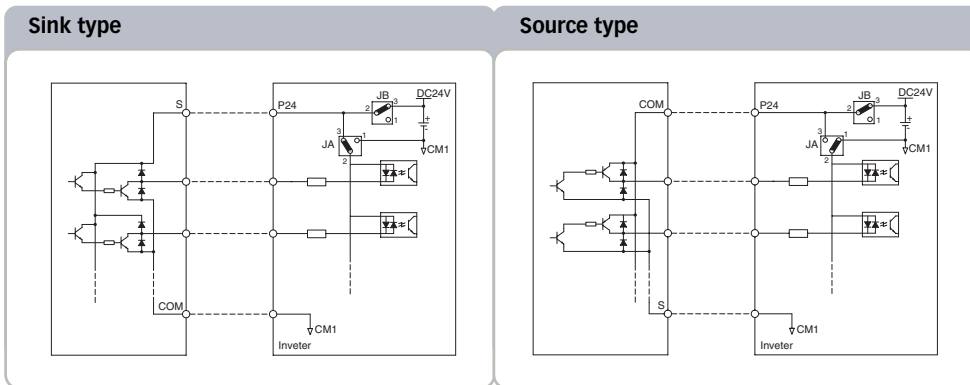 Sink type
S
P24
JB
DC24V
2
3
1
+
-
3
1
JA
2
CM1
COM
CM1
Inveter
Source type
COM
P24
JB
DC24V
2
3
1
+
-
3
1
JA
2
CM1
S
CM1
Inveter